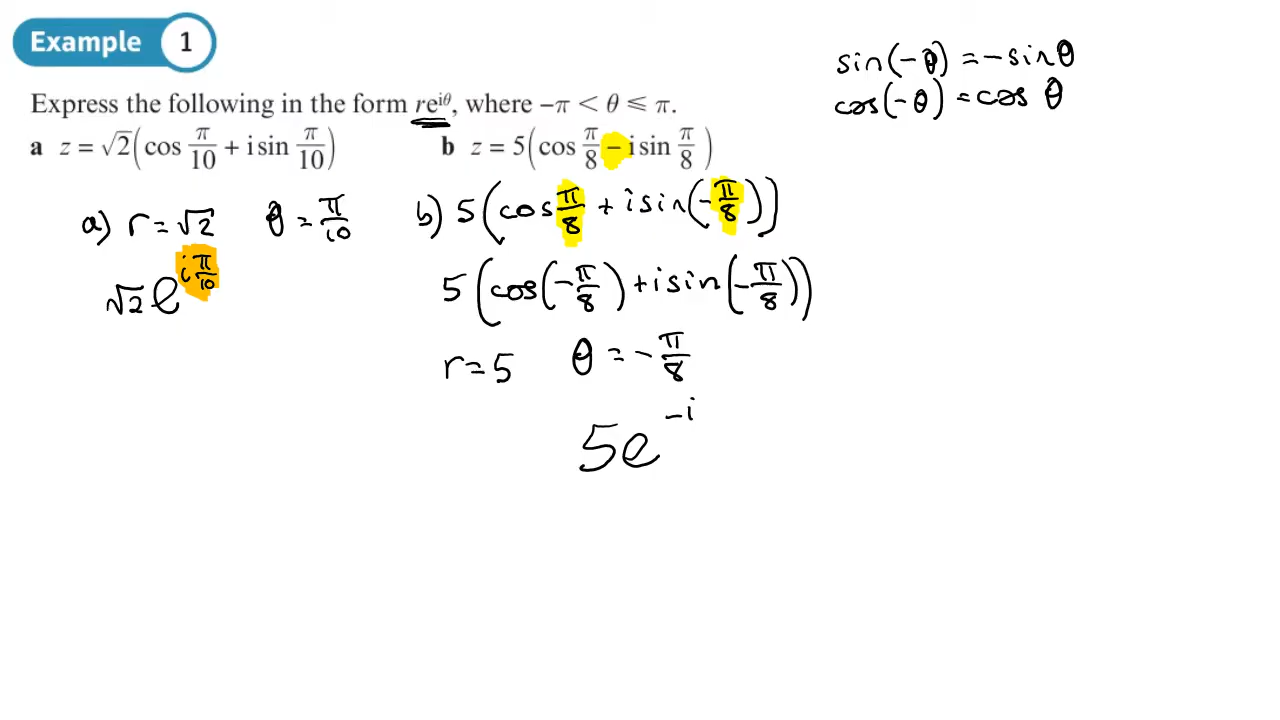 Example 1
sin(-θ) = -sinθ
cos(-θ) = cos θ
Express the following in the form re^{iθ}, where -π < θ ⩽ π.
a z = √2(cos π/10 + i sin π/10)
b z = 5(cos π/8 - i sin π/8)
a) r = √2 θ = π/10
√2 e^{iπ/10}
b) 5(cos π/8 + i sin(-π/8))
5(cos(-π/8) + i sin(-π/8))
r = 5 θ = -π/8
5e^{-i}